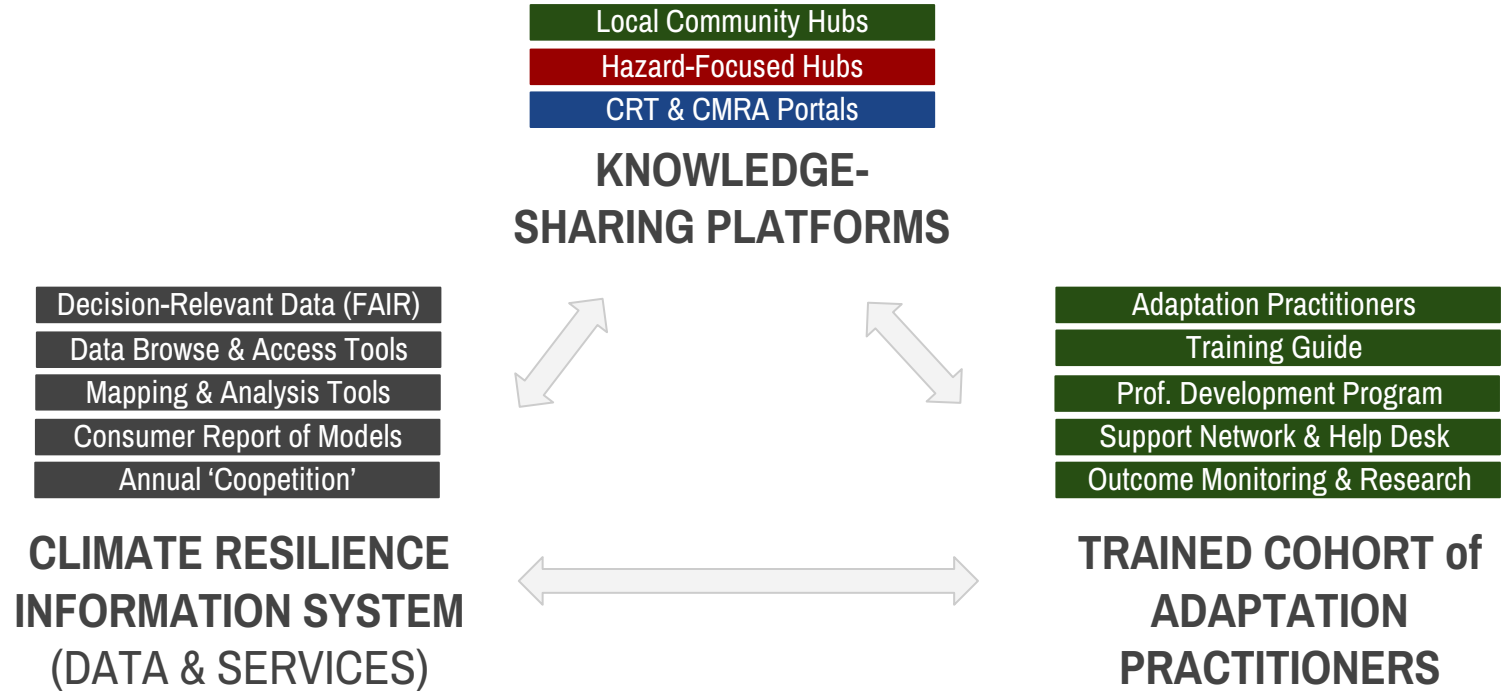 Local Community Hubs
Hazard-Focused Hubs
CRT & CMRA Portals
KNOWLEDGE-
SHARING PLATFORMS
Decision-Relevant Data (FAIR)
Data Browse & Access Tools
Mapping & Analysis Tools
Consumer Report of Models
Annual ‘Coopetition’
CLIMATE RESILIENCE
INFORMATION SYSTEM
(DATA & SERVICES)
Adaptation Practitioners
Training Guide
Prof. Development Program
Support Network & Help Desk
Outcome Monitoring & Research
TRAINED COHORT of
ADAPTATION
PRACTITIONERS